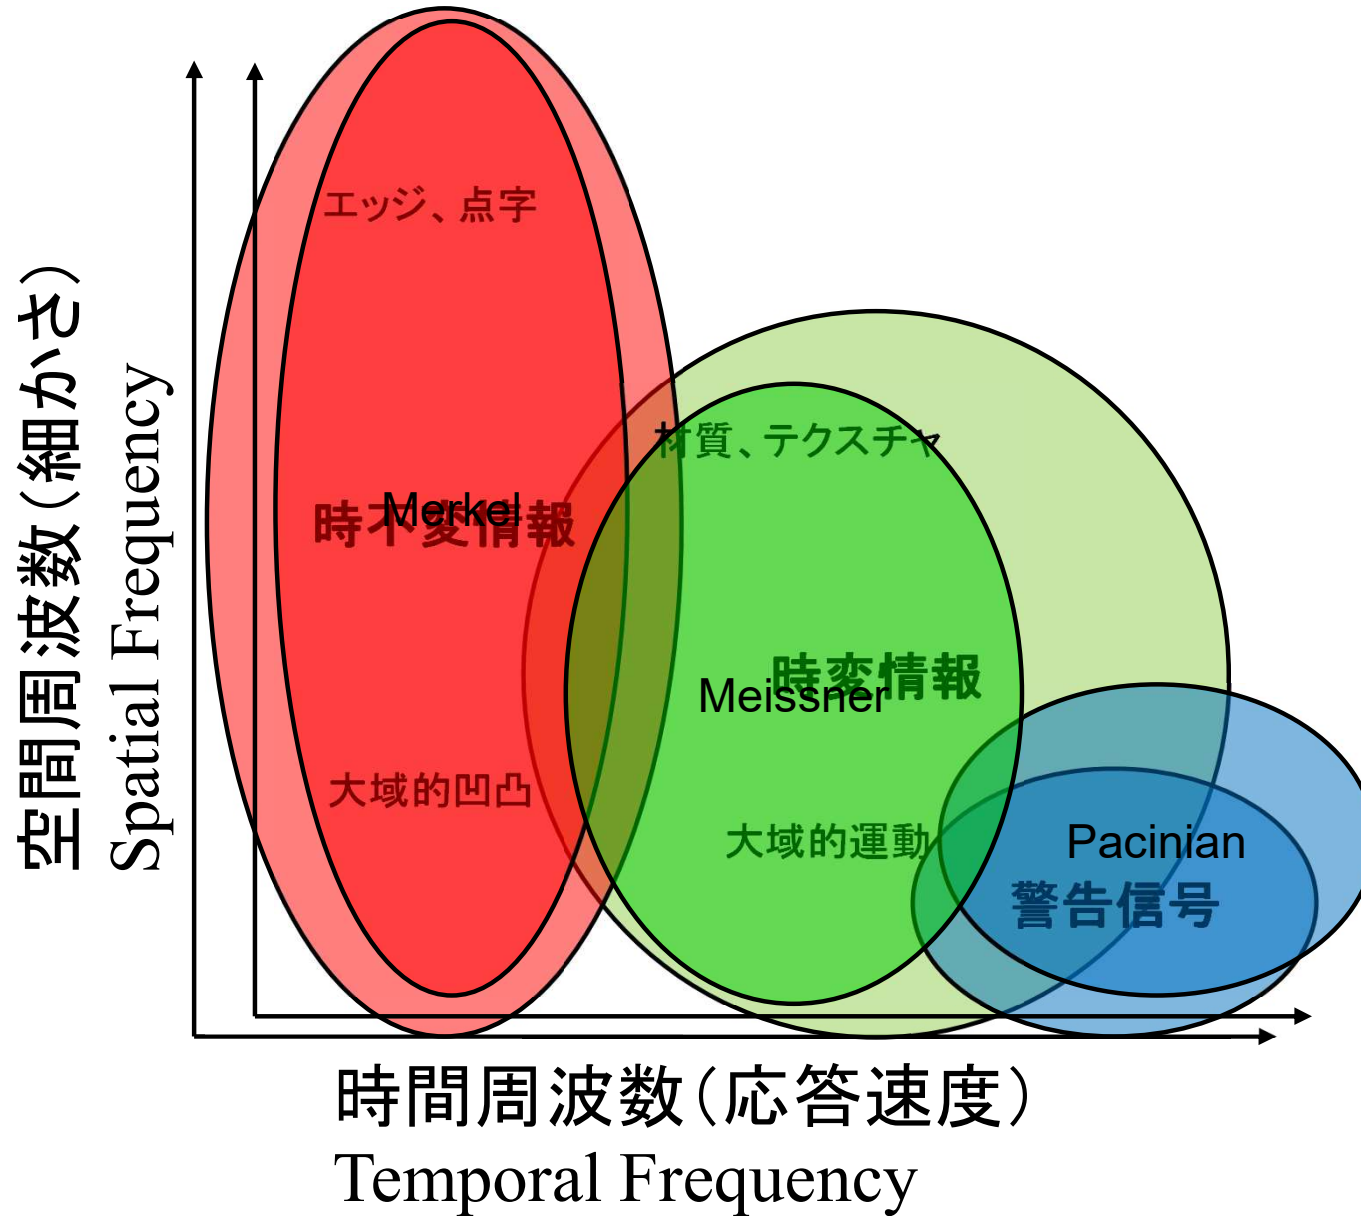 エッジ、点字
材質、テクスチャ
Merkel
時不変情報
時変情報
Meissner
大域的凹凸
大域的運動
Pacinian
警告信号
空間周波数(細かさ)
Spatial Frequency
時間周波数(応答速度)
Temporal Frequency